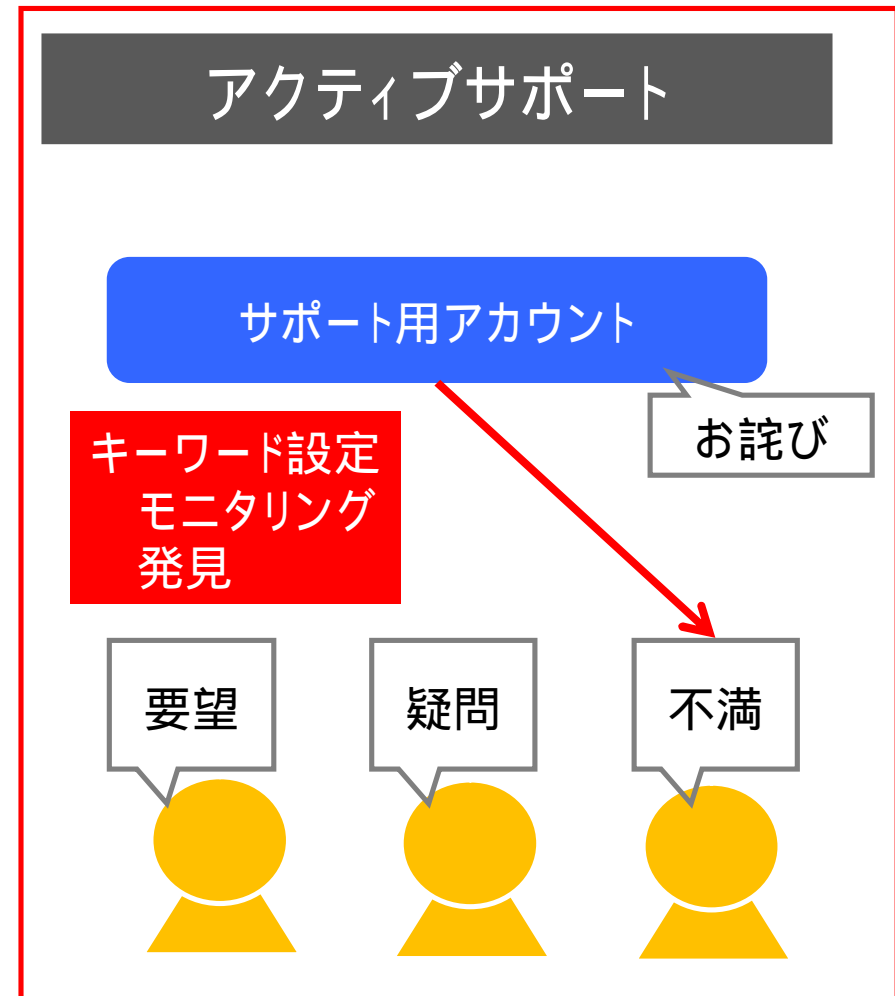 アクティブサポート
サポート用アカウント
お詫び
キーワード設定
モニタリング
発見
要望
疑問
不満